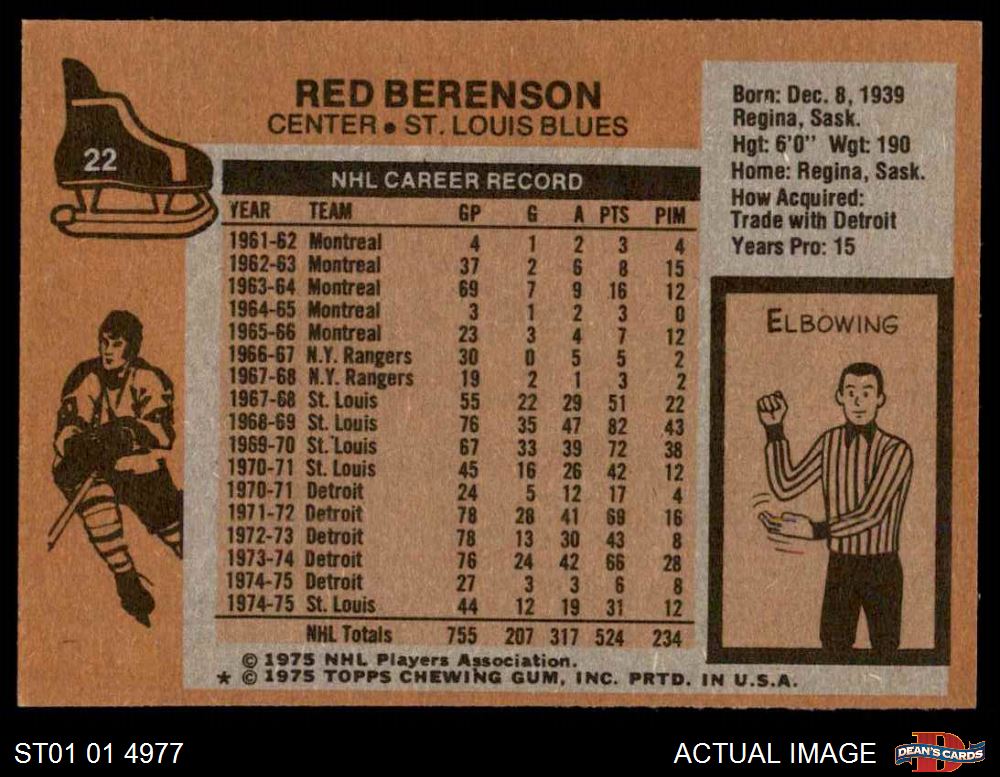 22
RED BERENSON
CENTER • ST. LOUIS BLUES
NHL CAREER RECORD
YEAR TEAM GP G A PTS PIM
1961-62 Montreal 4 1 2 3 4
1962-63 Montreal 37 2 6 8 15
1963-64 Montreal 69 7 9 16 12
1964-65 Montreal 3 1 2 3 0
1965-66 Montreal 23 3 4 7 12
1966-67 N.Y. Rangers 30 0 5 5 2
1967-68 N.Y. Rangers 19 2 1 3 2
1967-68 St. Louis 55 22 29 51 22
1968-69 St. Louis 76 35 47 82 43
1969-70 St. Louis 67 33 39 72 38
1970-71 St. Louis 45 16 26 42 12
1970-71 Detroit 24 5 12 17 4
1971-72 Detroit 78 28 41 69 16
1972-73 Detroit 78 13 30 43 8
1973-74 Detroit 76 24 42 66 28
1974-75 Detroit 27 3 3 6 8
1974-75 St. Louis 44 12 19 31 12
NHL Totals 755 207 317 524 234
© 1975 NHL Players Association.
★ © 1975 TOPPS CHEWING GUM, INC. PRTD. IN U.S.A.
Born: Dec. 8, 1939
Regina, Sask.
Hgt: 6'0" Wgt: 190
Home: Regina, Sask.
How Acquired:
Trade with Detroit
Years Pro: 15
ELBOWING
ST01 01 4977
ACTUAL IMAGE
D
DEAN'S CARDS